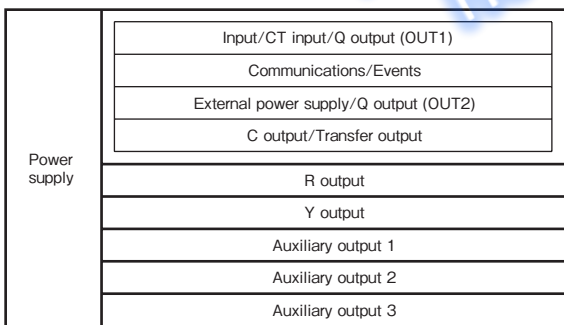 Input/CT input/Q output (OUT1)
Communications/Events
External power supply/Q output (OUT2)
C output/Transfer output
Power
supply
R output
Y output
Auxiliary output 1
Auxiliary output 2
Auxiliary output 3